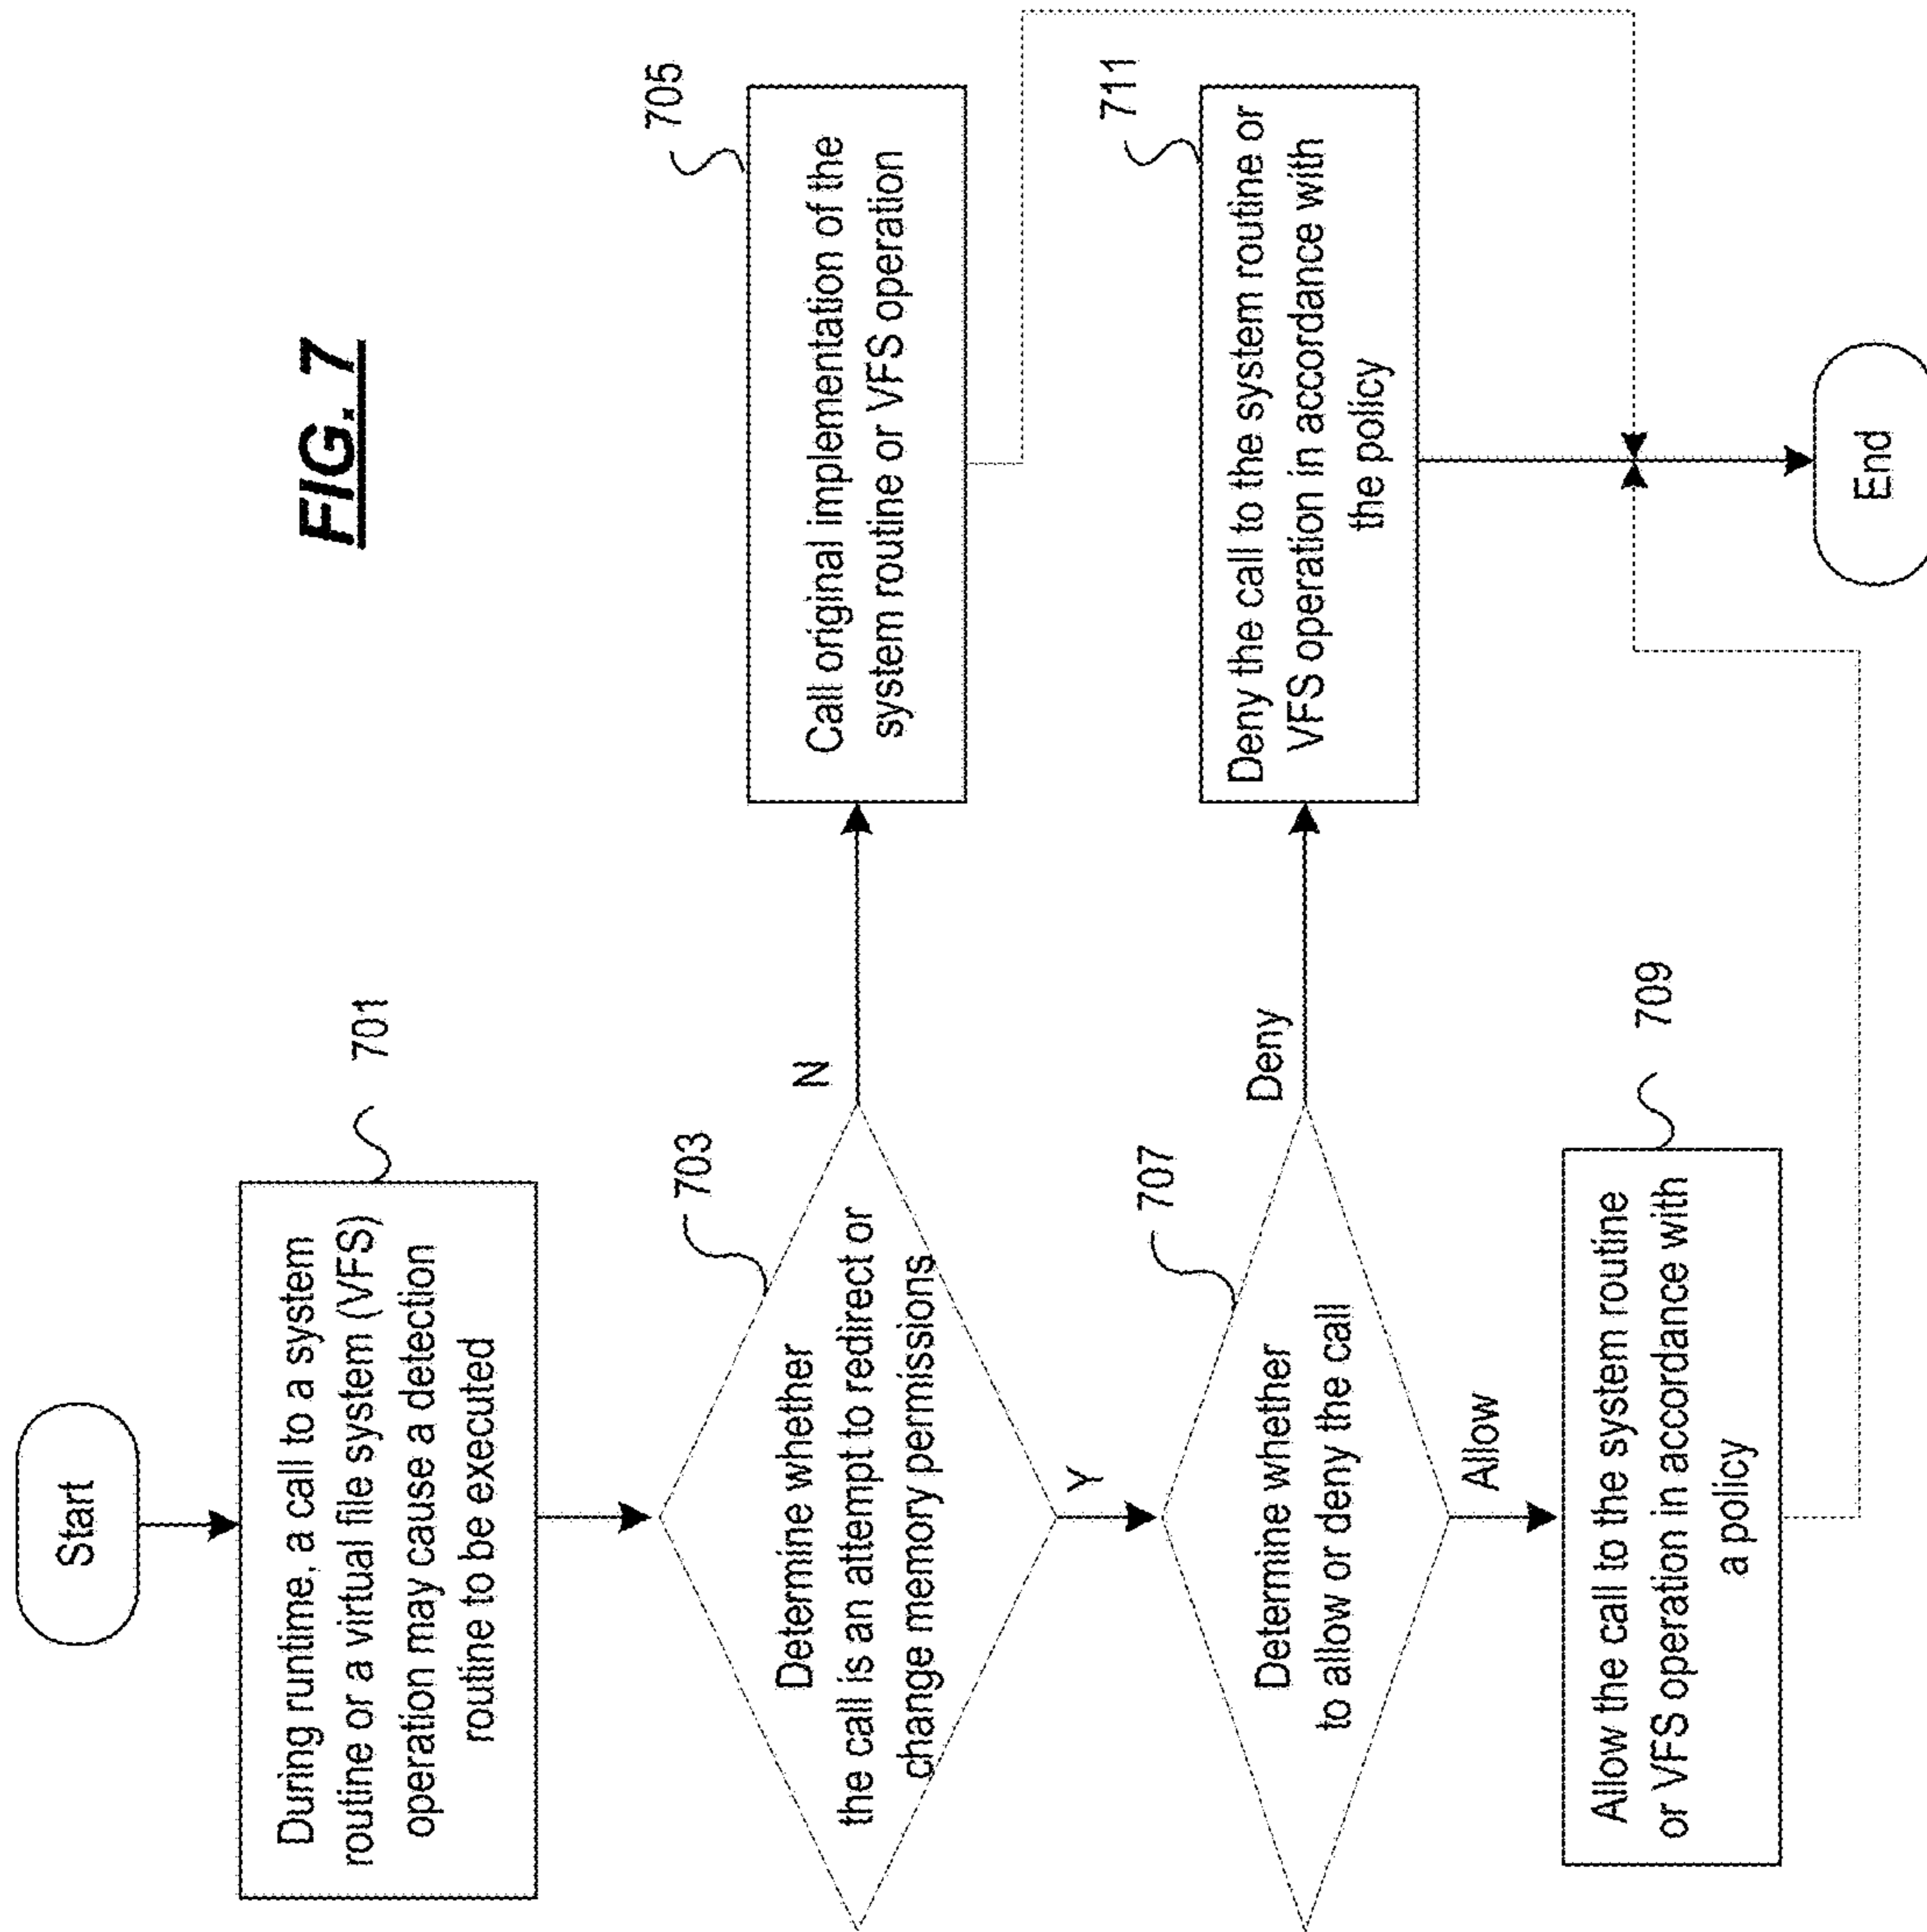 FIG. 7
Start
701
During runtime, a call to a system
routine or a virtual file system (VFS)
operation may cause a detection
routine to be executed
703
Determine whether
the call is an attempt to redirect or
change memory permissions
N
705
Call original implementation of the
system routine or VFS operation
Y
707
Determine whether
to allow or deny the call
Deny
711
Deny the call to the system routine or
VFS operation in accordance with
the policy
Allow
709
Allow the call to the system routine
or VFS operation in accordance with
a policy
End